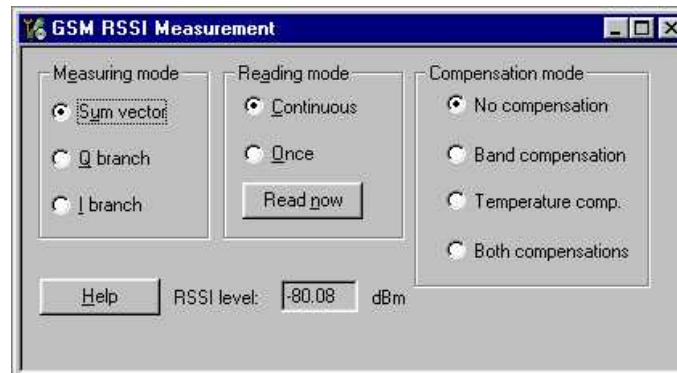 GSM RSSI Measurement
Measuring mode
Sum vector
Q branch
I branch
Reading mode
Continuous
Once
Read now
Compensation mode
No compensation
Band compensation
Temperature comp.
Both compensations
Help
RSSI level: -80.08 dBm